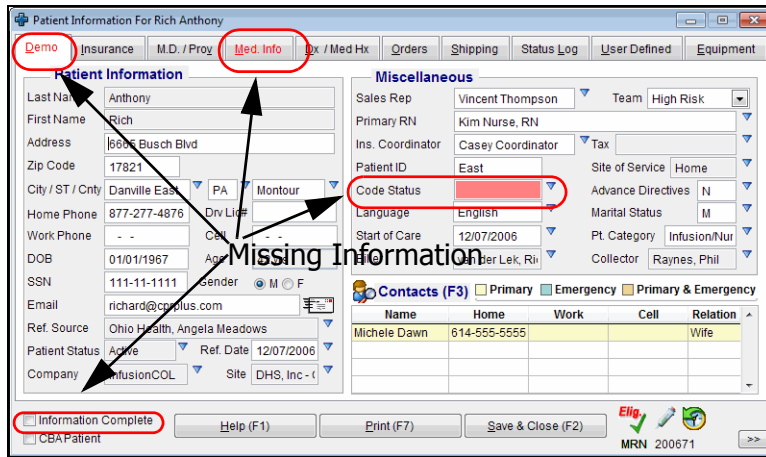 Patient Information For Rich Anthony
Demo Insurance M.D. / Prov Med. Info Dx / Med Hx Orders Shipping Status Log User Defined Equipment
Patient Information
Last Name Anthony
First Name Rich
Address 6665 Busch Blvd
Zip Code 17821
City / ST / Cnty Danville East PA Montour
Home Phone 877-277-4876 Drv Lic#
Work Phone - - Cell - -
DOB 01/01/1967 Age
SSN 111-11-1111 Gender M F
Email richard@cprplus.com
Ref. Source Ohio Health, Angela Meadows
Patient Status Active Ref. Date 12/07/2006
Company InfusionCOL Site DHS, Inc - (
Miscellaneous
Sales Rep Vincent Thompson Team High Risk
Primary RN Kim Nurse, RN
Ins. Coordinator Casey Coordinator Tax
Patient ID East Site of Service Home
Code Status Advance Directives N
Language English Marital Status M
Start of Care 12/07/2006 Pt. Category Infusion/Nur
van der Lek, Ri Collector Raynes, Phil
Missing Information
Contacts (F3) Primary Emergency Primary & Emergency
Name Home Work Cell Relation
Michele Dawn 614-555-5555 Wife
Information Complete
CBA Patient
Help (F1) Print (F7) Save & Close (F2)
Elig.
MRN 200671 >>